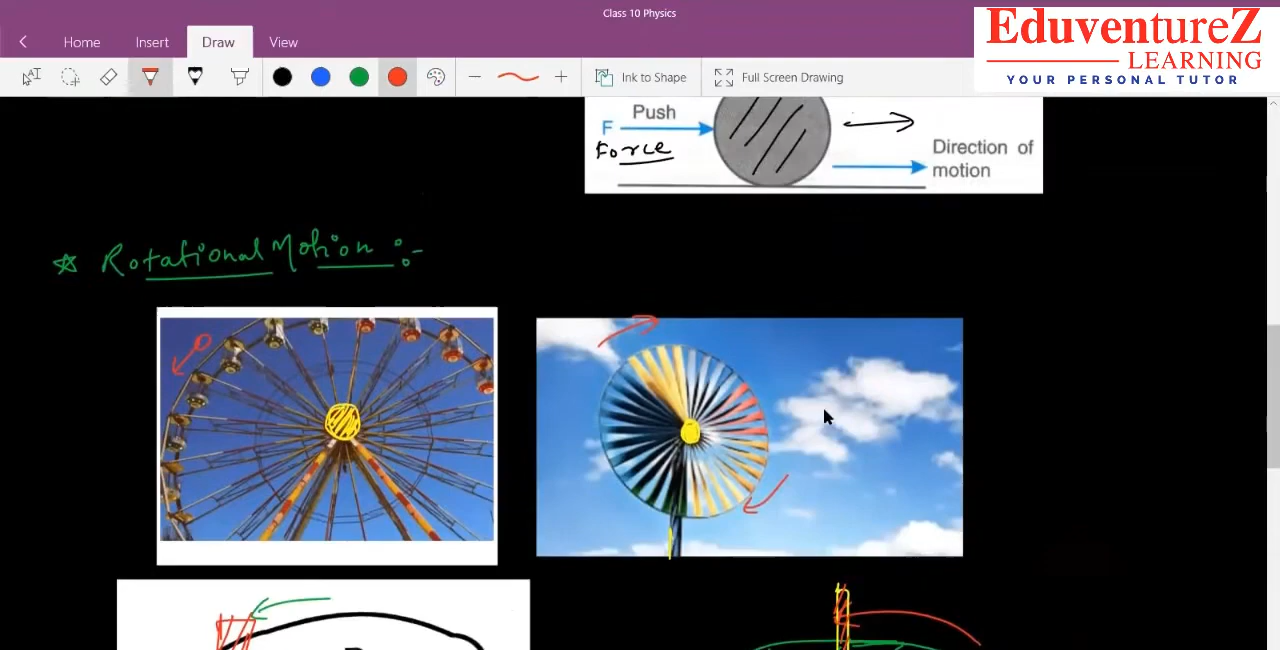 Class 10 Physics
EduventureZ
LEARNING
YOUR PERSONAL TUTOR
Home Insert Draw View
Ink to Shape Full Screen Drawing
Push
F
Force
Direction of
motion
☆ Rotational Motion :-